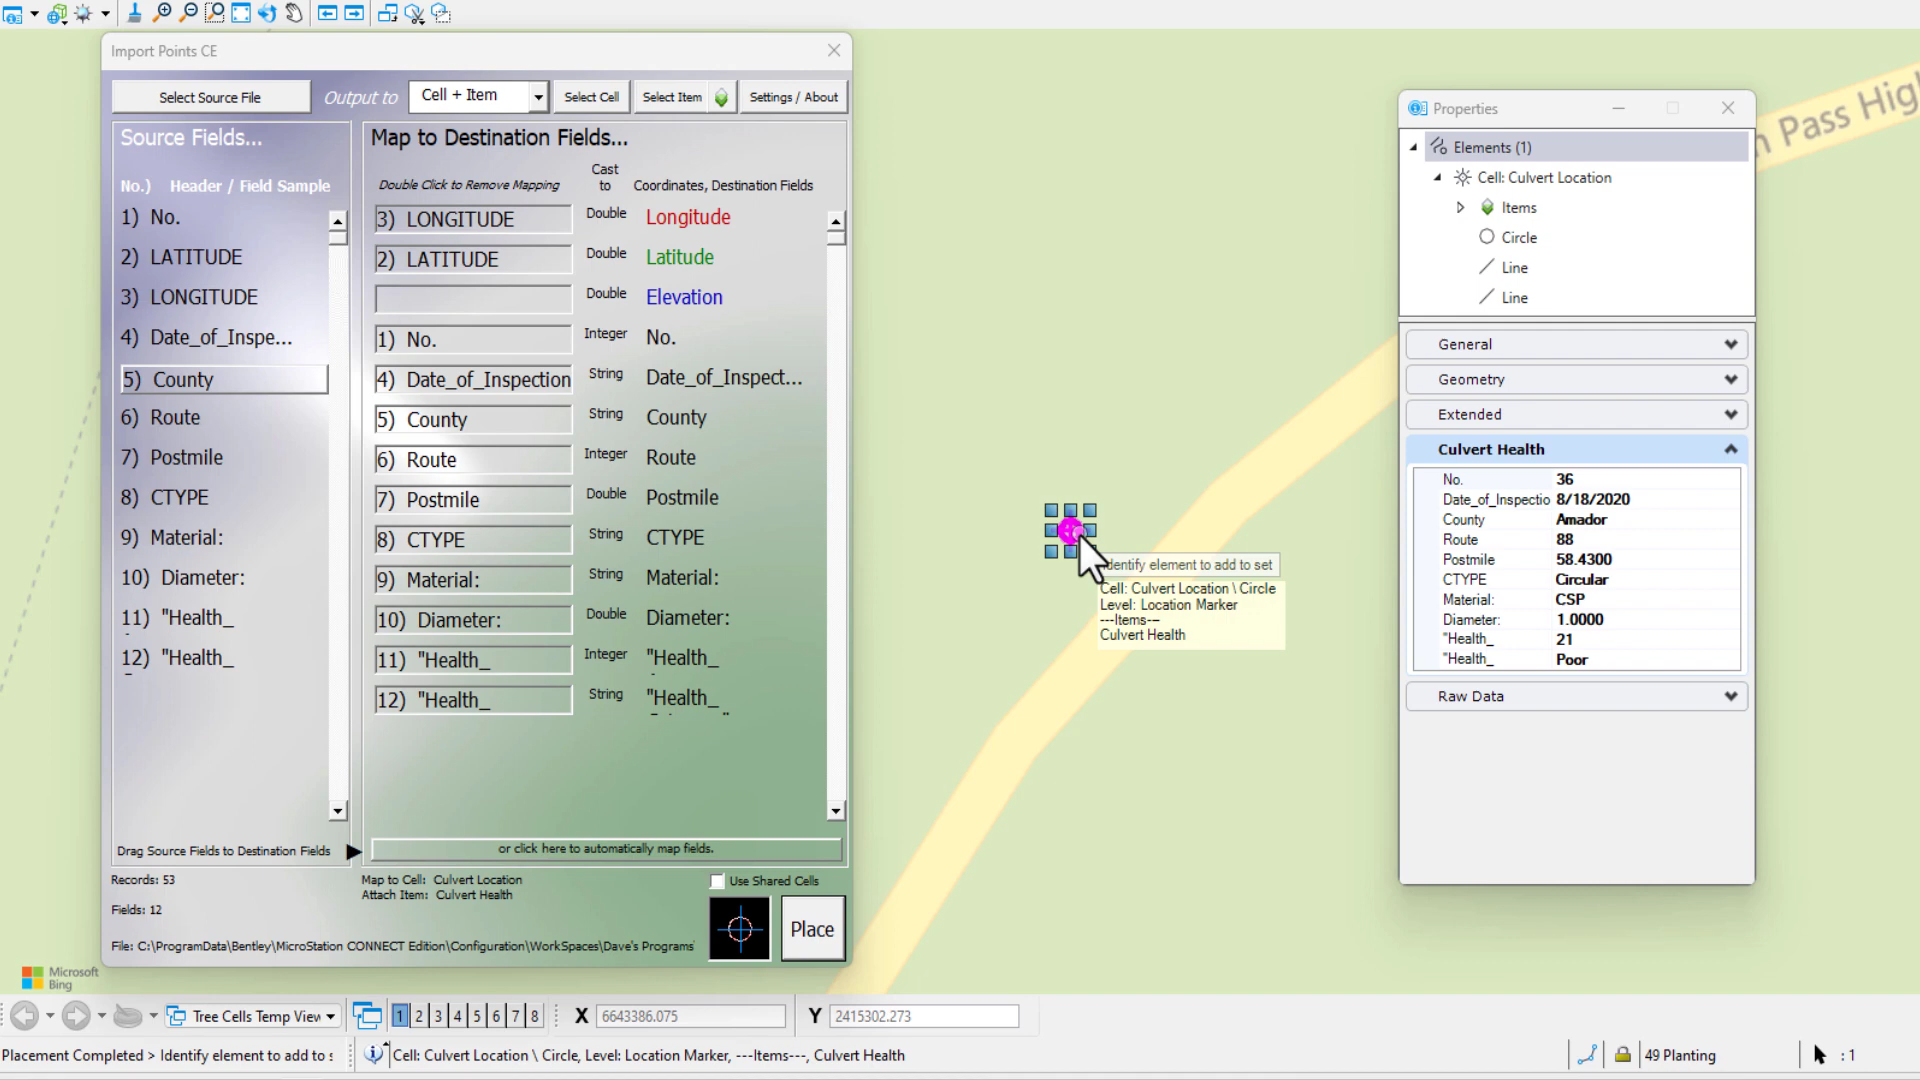 Import Points CE
Select Source File
Output to
Cell + Item
Select Cell
Select Item
Settings / About
Source Fields...
No.) Header / Field Sample
1) No.
2) LATITUDE
3) LONGITUDE
4) Date_of_Inspe...
5) County
6) Route
7) Postmile
8) CTYPE
9) Material:
10) Diameter:
11) "Health_
12) "Health_
Drag Source Fields to Destination Fields
Map to Destination Fields...
Double Click to Remove Mapping
Cast
to
Coordinates, Destination Fields
3) LONGITUDE Double Longitude
2) LATITUDE Double Latitude
Double Elevation
1) No. Integer No.
4) Date_of_Inspection String Date_of_Inspect...
5) County String County
6) Route Integer Route
7) Postmile Double Postmile
8) CTYPE String CTYPE
9) Material: String Material:
10) Diameter: Double Diameter:
11) "Health_ Integer "Health_
12) "Health_ String "Health_
or click here to automatically map fields.
Records: 53
Fields: 12
Map to Cell: Culvert Location
Attach Item: Culvert Health
Use Shared Cells
Place
File: C:\ProgramData\Bentley\MicroStation CONNECT Edition\Configuration\WorkSpaces\Dave's Programs\
Identify element to add to set
Cell: Culvert Location \ Circle
Level: Location Marker
---Items---
Culvert Health
Pass High
Properties
Elements (1)
Cell: Culvert Location
Items
Circle
Line
Line
General
Geometry
Extended
Culvert Health
No. 36
Date_of_Inspectio 8/18/2020
County Amador
Route 88
Postmile 58.4300
CTYPE Circular
Material: CSP
Diameter: 1.0000
"Health_ 21
"Health_ Poor
Raw Data
Microsoft
Bing
Tree Cells Temp View
1 2 3 4 5 6 7 8
X 6643386.075
Y 2415302.273
Placement Completed > Identify element to add to s
Cell: Culvert Location \ Circle, Level: Location Marker, ---Items---, Culvert Health
49 Planting
: 1